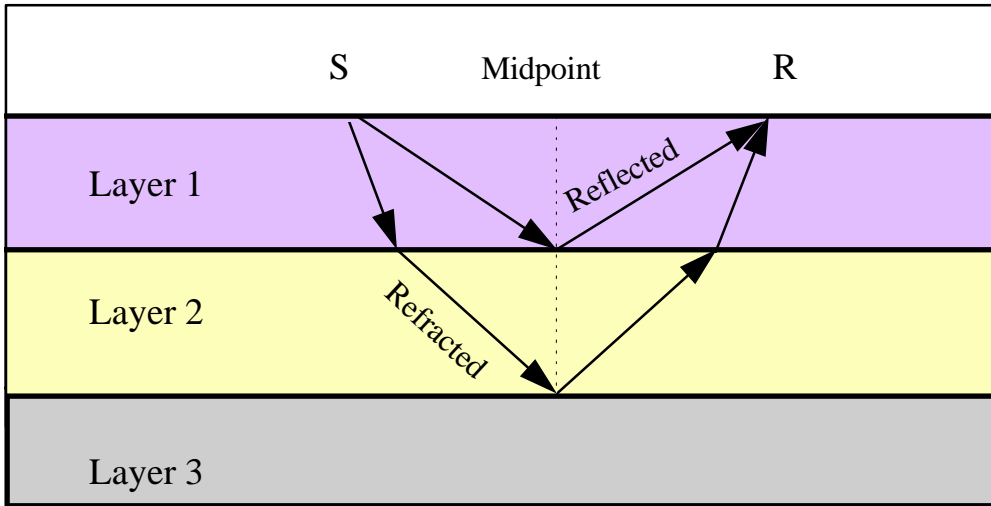 S Midpoint R
Layer 1
Reflected
Layer 2
Refracted
Layer 3